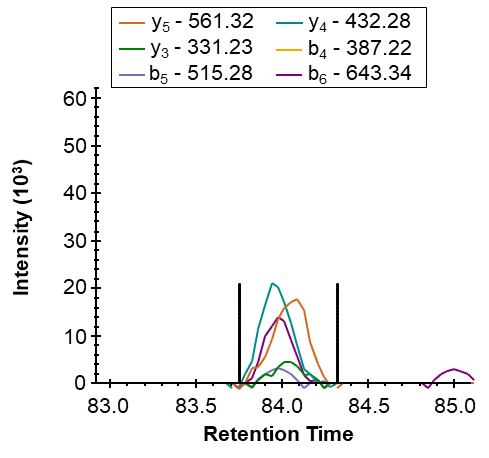 y₅ - 561.32 y₄ - 432.28
y₃ - 331.23 b₄ - 387.22
b₅ - 515.28 b₆ - 643.34
60
50
40
30
20
10
0
Intensity (10³)
83.0 83.5 84.0 84.5 85.0
Retention Time